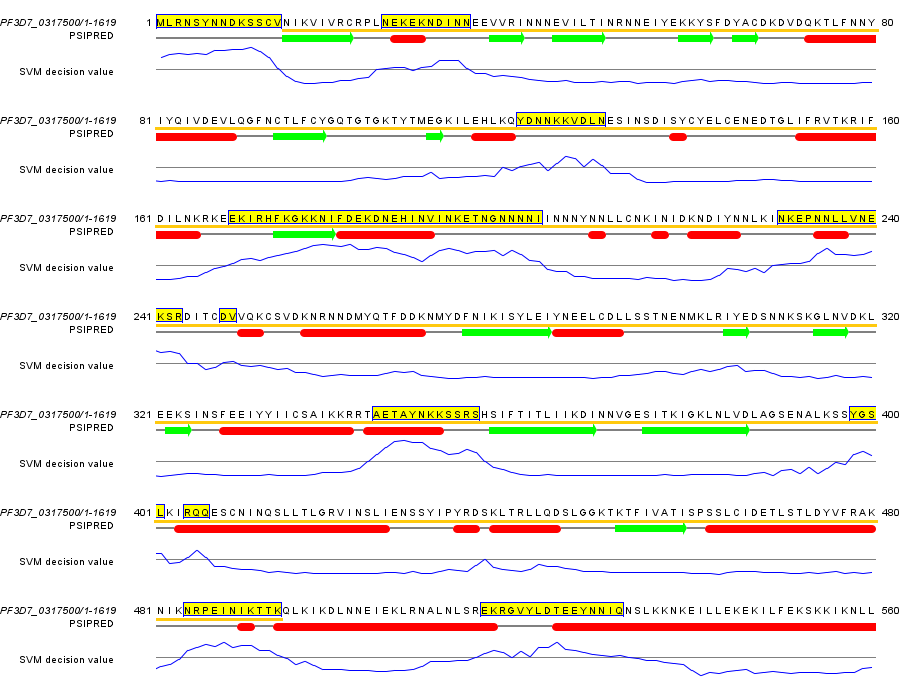 PF3D7_0317500/1-1619 1 MLRNSYNNDKSSCVNIKVIVRCRPLNEKEKNDINNEEVVRINNNEVILTINRNNEIYEKKYSFDYACDKDVDQKTLFNNY 80
PSIPRED
SVM decision value
PF3D7_0317500/1-1619 81 IYQIVDEVLQGFNCTLFCYGQTGTGKTYTMEGKILEHLKQYDNNKKVDLNESINSDISYCYELCENEDTGLIFRVTKRIF 160
PSIPRED
SVM decision value
PF3D7_0317500/1-1619 161 DILNKRKEEKIRHFKGKKNIFDEKDNEHINVINKETNGNNNNIINNNYNNLLCNKINIDKNDIYNNLKINKEPNNLLVNE 240
PSIPRED
SVM decision value
PF3D7_0317500/1-1619 241 KSRDITCDVVQKCSVDKNRNNDMYQTFDDKNMYDFNIKISYLEIYNEELCDLLSSTNENMKLRIYEDSNNKSKGLNVDKL 320
PSIPRED
SVM decision value
PF3D7_0317500/1-1619 321 EEKSINSFEEIYYIICSAIKKRRTAETAYNKKSSRSHSIFTITLIIKDINNVGESITKIGKLNLVDLAGSENALKSSYGS 400
PSIPRED
SVM decision value
PF3D7_0317500/1-1619 401 LKIRQQESCNINQSLLTLGRVINSLIENSSYIPYRDSKLTRLLQDSLGGKTKTFIVATISPSSLCIDETLSTLDYVFRAK 480
PSIPRED
SVM decision value
PF3D7_0317500/1-1619 481 NIKNRPEINIKTTKQLKIKDLNNEIEKLRNALNLSREKRGVYLDTEEYNNIQNSLKKNKEILLEKEKILFEKSKKIKNLL 560
PSIPRED
SVM decision value